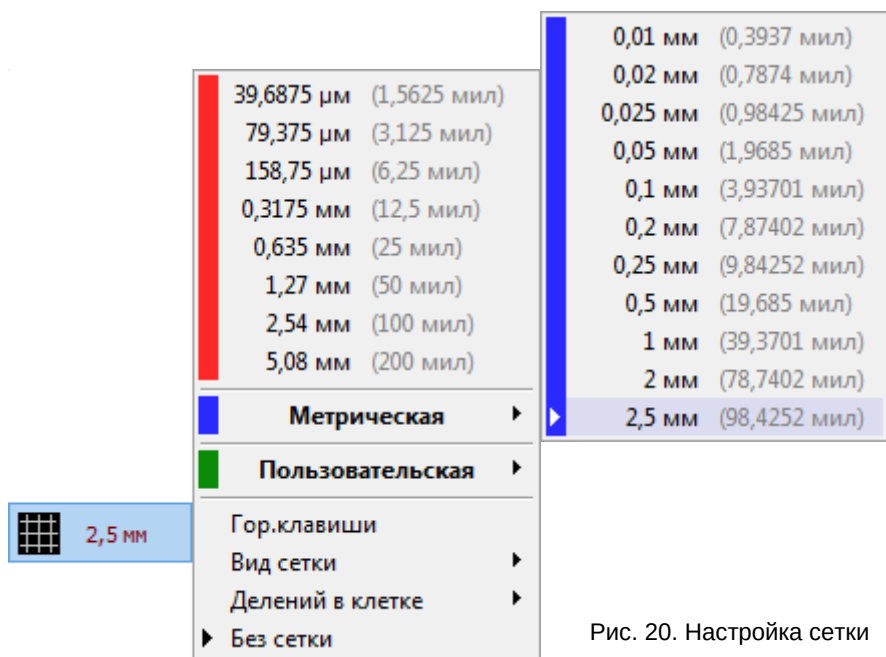 39,6875 µм (1,5625 мил)
79,375 µм (3,125 мил)
158,75 µм (6,25 мил)
0,3175 мм (12,5 мил)
0,635 мм (25 мил)
1,27 мм (50 мил)
2,54 мм (100 мил)
5,08 мм (200 мил)
Метрическая
Пользовательская
Гор.клавиши
Вид сетки
Делений в клетке
Без сетки
2,5 мм
0,01 мм (0,3937 мил)
0,02 мм (0,7874 мил)
0,025 мм (0,98425 мил)
0,05 мм (1,9685 мил)
0,1 мм (3,93701 мил)
0,2 мм (7,87402 мил)
0,25 мм (9,84252 мил)
0,5 мм (19,685 мил)
1 мм (39,3701 мил)
2 мм (78,7402 мил)
2,5 мм (98,4252 мил)
Рис. 20. Настройка сетки